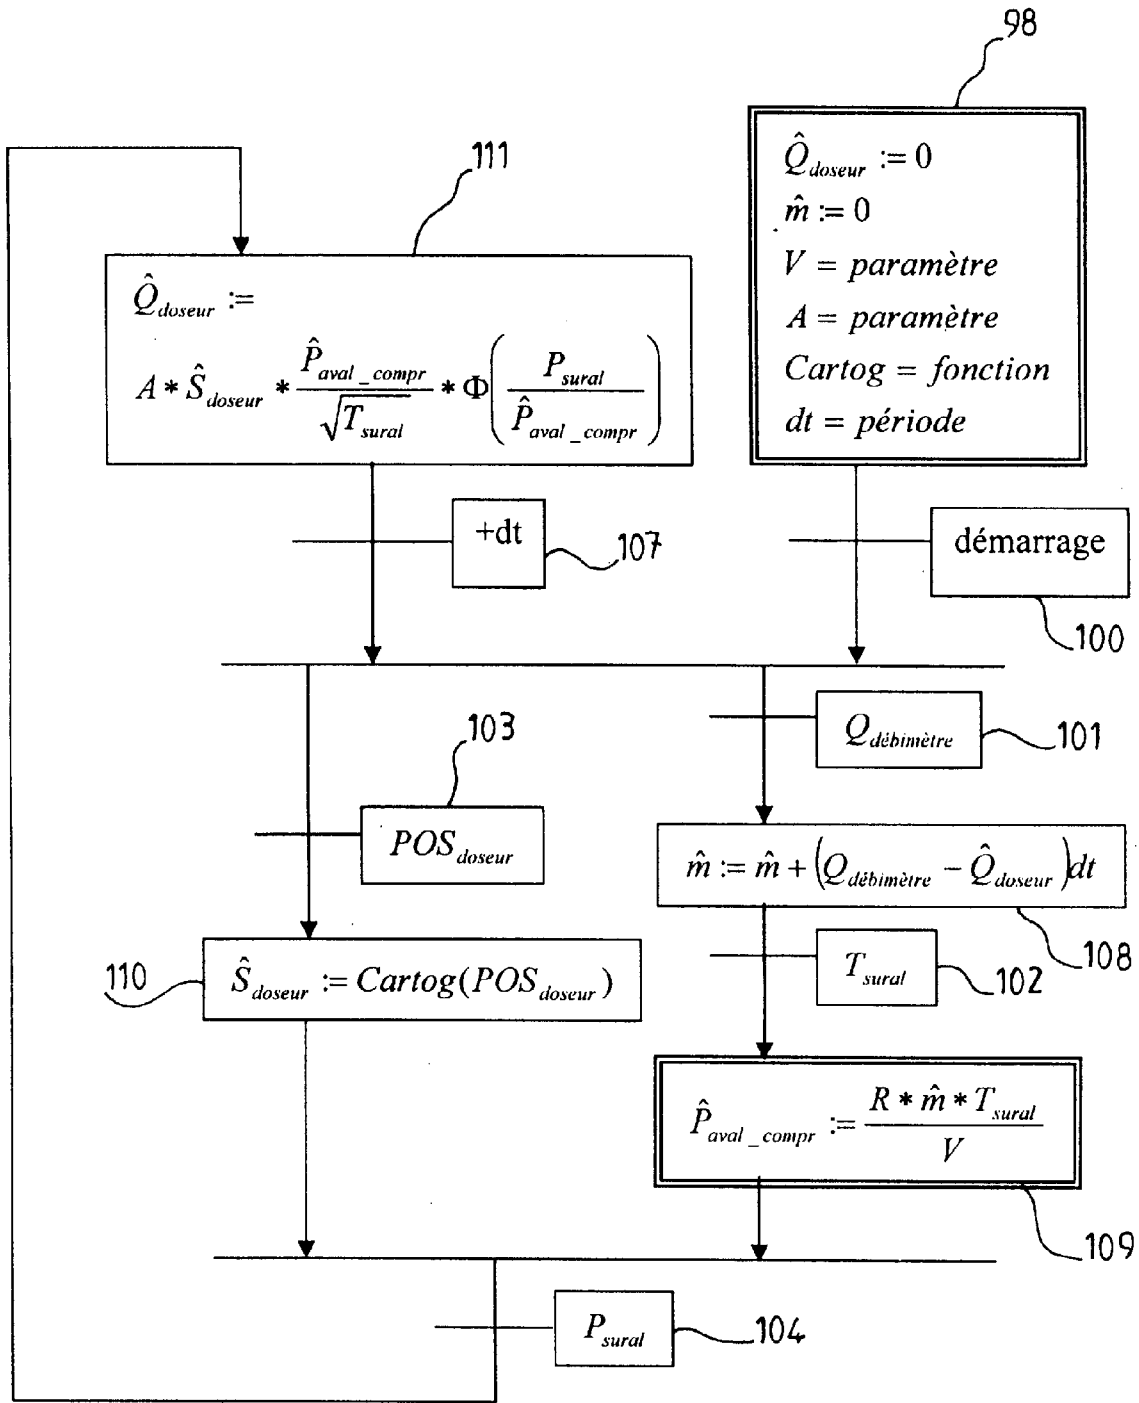 98
Q̂doseur := 0
m̂ := 0
V = paramètre
A = paramètre
Cartog = fonction
dt = période
111
Q̂doseur :=
A * Ŝdoseur * P̂aval_compr / √Tsural * Φ( Psural / P̂aval_compr )
+dt
107
démarrage
100
103
POSdoseur
Qdébimètre
101
m̂ := m̂ + (Qdébimètre − Q̂doseur)dt
108
110
Ŝdoseur := Cartog(POSdoseur)
Tsural
102
P̂aval_compr := R * m̂ * Tsural / V
109
Psural
104